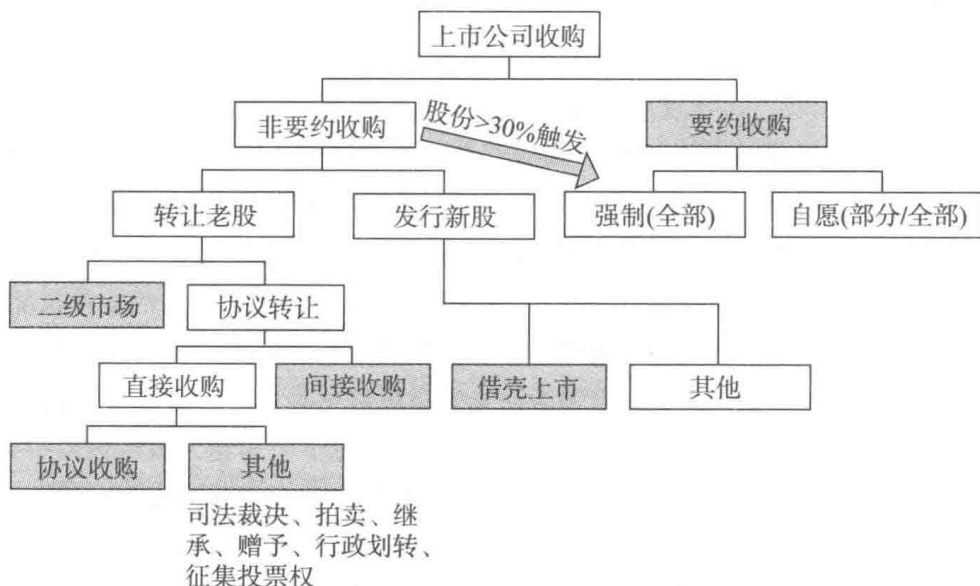 上市公司收购
非要约收购
股份>30%触发
要约收购
转让老股
发行新股
强制(全部)
自愿(部分/全部)
二级市场
协议转让
直接收购
间接收购
借壳上市
其他
协议收购
其他
司法裁决、拍卖、继
承、赠予、行政划转、
征集投票权